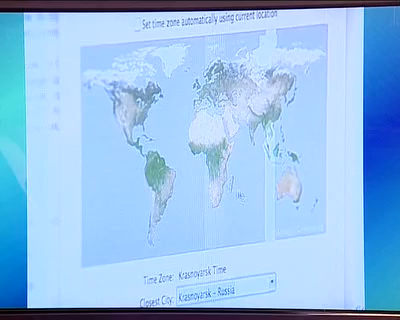 Set time zone automatically using current location
Time Zone: Krasnoyarsk Time
Closest City: Krasnoyarsk - Russia